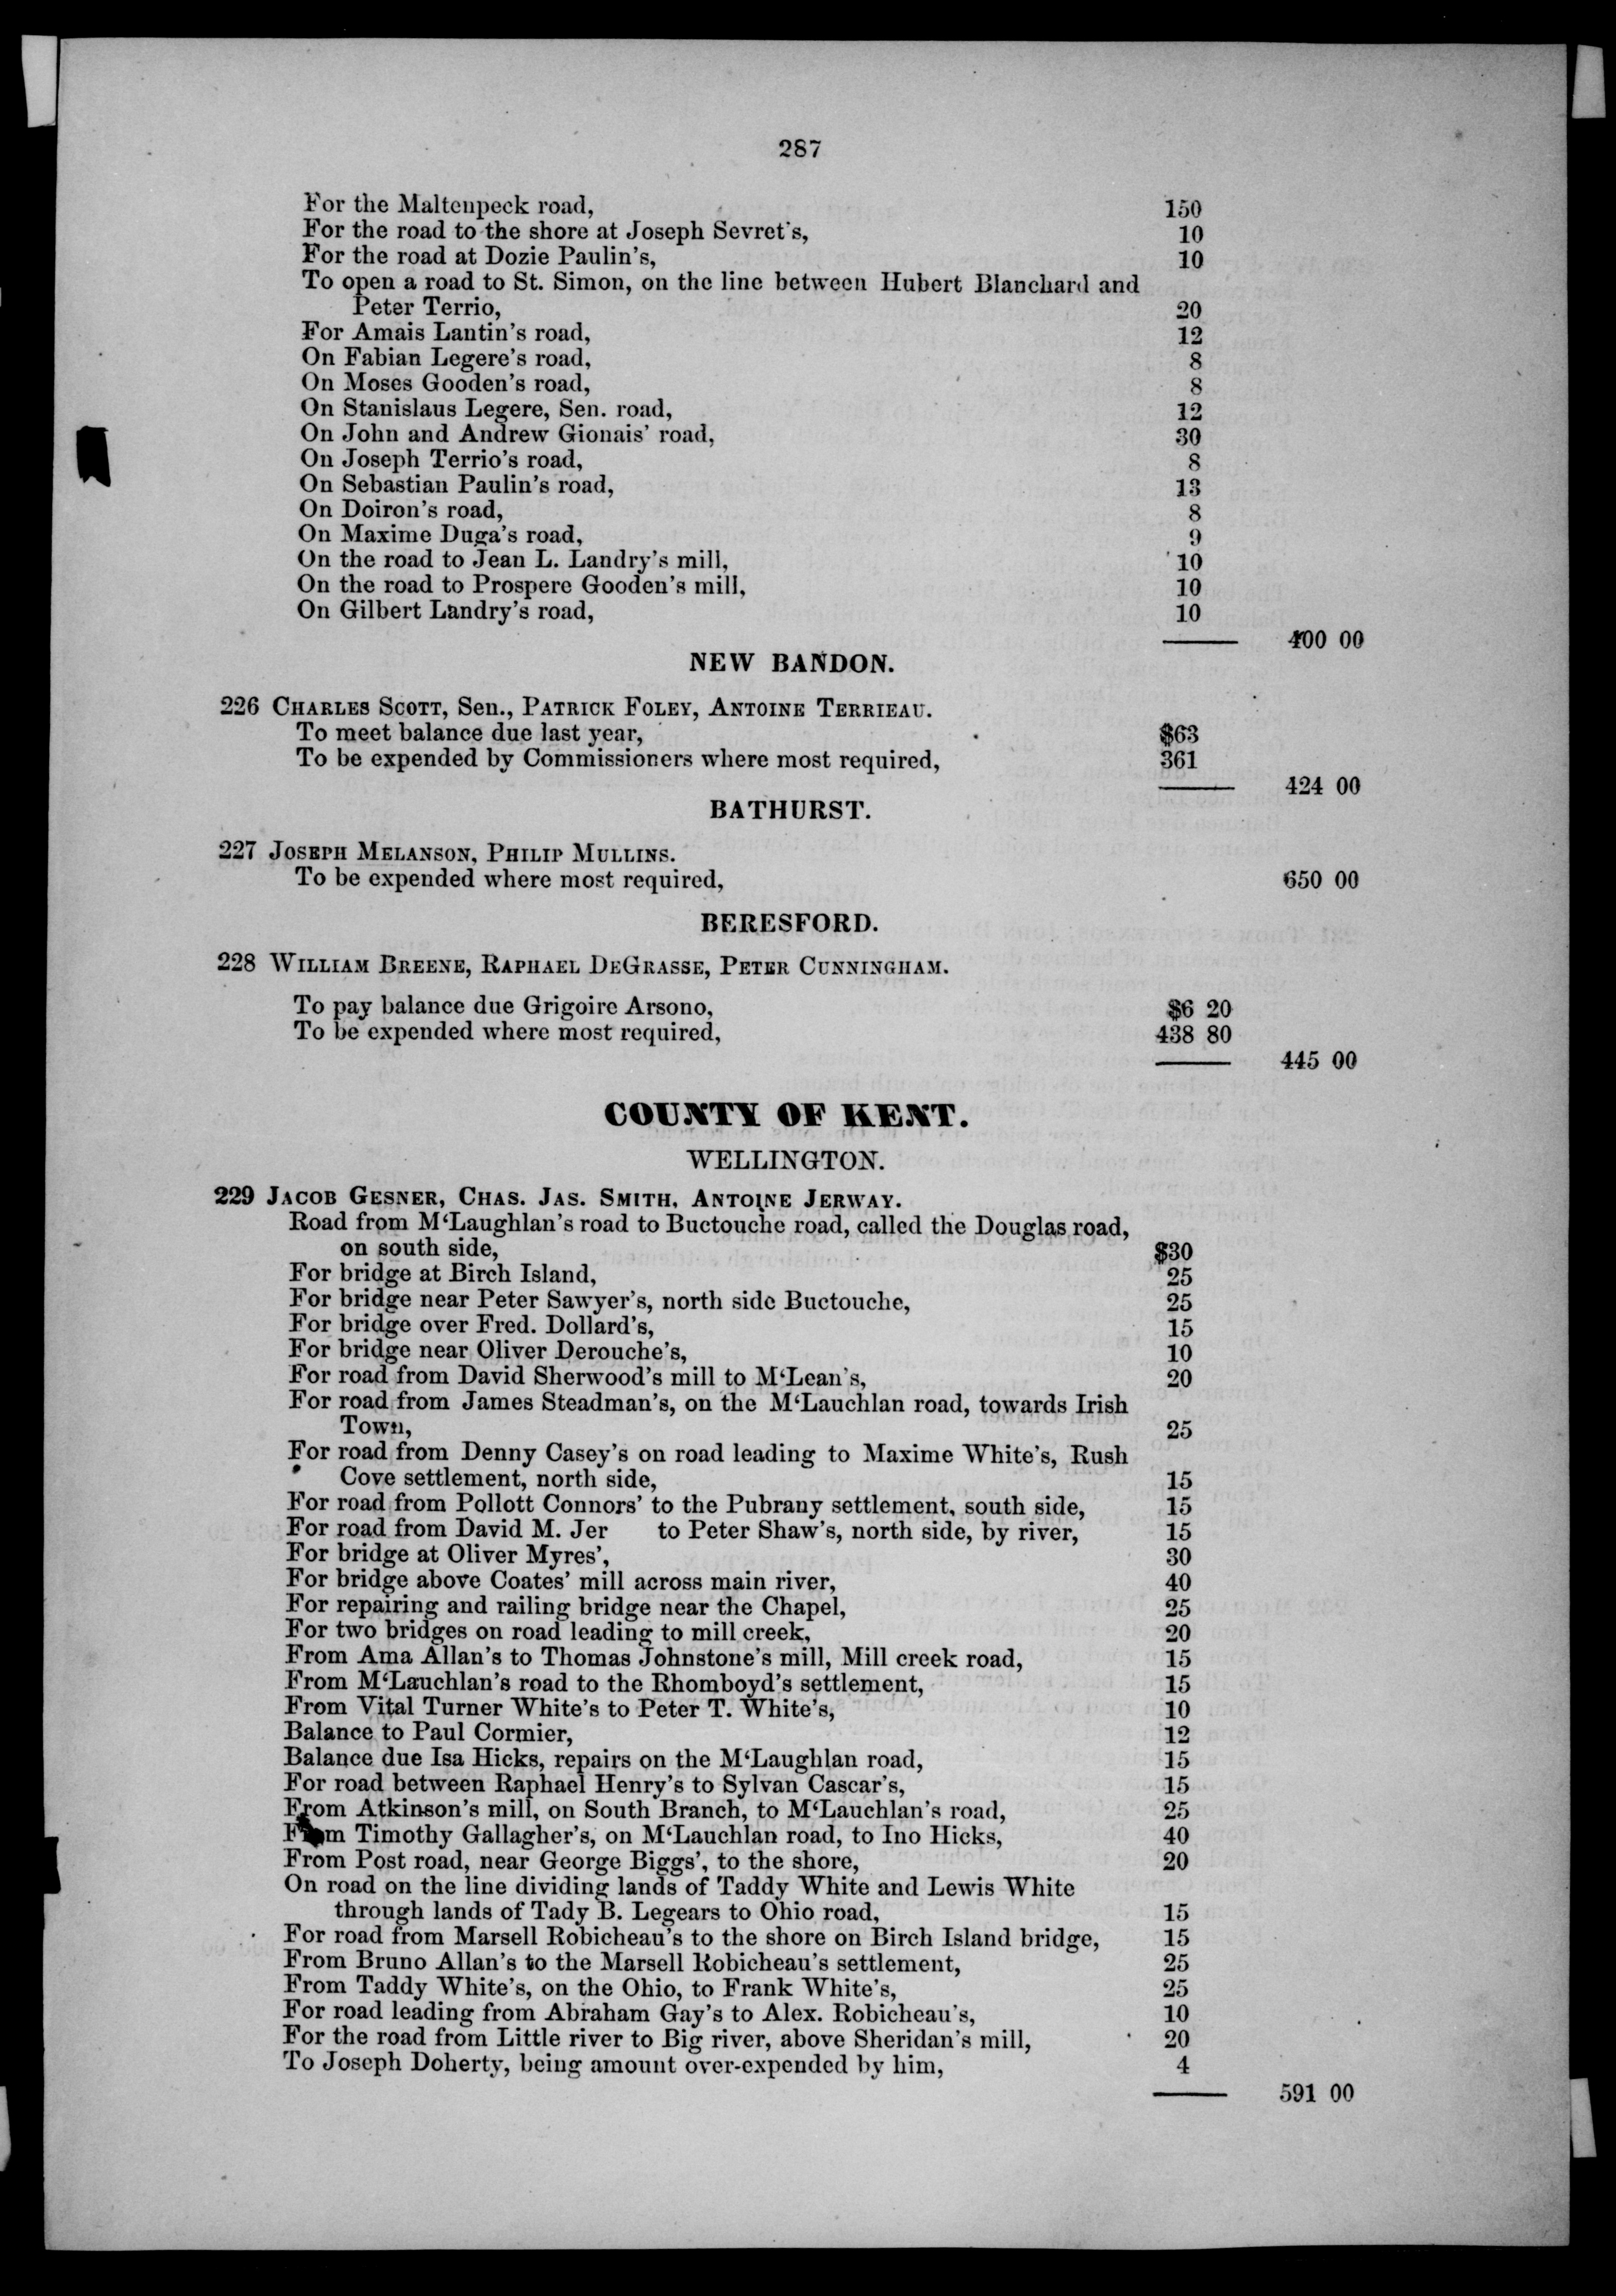 287
For the Maltenpeck road, 150
For the road to the shore at Joseph Sevret's, 10
For the road at Dozie Paulin's, 10
To open a road to St. Simon, on the line between Hubert Blanchard and
Peter Terrio, 20
For Amais Lantin's road, 12
On Fabian Legere's road, 8
On Moses Gooden's road, 8
On Stanislaus Legere, Sen. road, 12
On John and Andrew Gionais' road, 30
On Joseph Terrio's road, 8
On Sebastian Paulin's road, 13
On Doiron's road, 8
On Maxime Duga's road, 9
On the road to Jean L. Landry's mill, 10
On the road to Prospere Gooden's mill, 10
On Gilbert Landry's road, 10
400 00
NEW BANDON.
226 CHARLES SCOTT, Sen., PATRICK FOLEY, ANTOINE TERRIEAU.
To meet balance due last year, $63
To be expended by Commissioners where most required, 361
424 00
BATHURST.
227 JOSEPH MELANSON, PHILIP MULLINS.
To be expended where most required, 650 00
BERESFORD.
228 WILLIAM BREENE, RAPHAEL DEGRASSE, PETER CUNNINGHAM.
To pay balance due Grigoire Arsono, $6 20
To be expended where most required, 438 80
445 00
COUNTY OF KENT.
WELLINGTON.
229 JACOB GESNER, CHAS. JAS. SMITH, ANTOINE JERWAY.
Road from M'Laughlan's road to Buctouche road, called the Douglas road,
on south side, $30
For bridge at Birch Island, 25
For bridge near Peter Sawyer's, north side Buctouche, 25
For bridge over Fred. Dollard's, 15
For bridge near Oliver Derouche's, 10
For road from David Sherwood's mill to M'Lean's, 20
For road from James Steadman's, on the M'Lauchlan road, towards Irish
Town, 25
For road from Denny Casey's on road leading to Maxime White's, Rush
Cove settlement, north side, 15
For road from Pollott Connors' to the Pubrany settlement, south side, 15
For road from David M. Jer to Peter Shaw's, north side, by river, 15
For bridge at Oliver Myres', 30
For bridge above Coates' mill across main river, 40
For repairing and railing bridge near the Chapel, 25
For two bridges on road leading to mill creek, 20
From Ama Allan's to Thomas Johnstone's mill, Mill creek road, 15
From M'Lauchlan's road to the Rhomboyd's settlement, 15
From Vital Turner White's to Peter T. White's, 10
Balance to Paul Cormier, 12
Balance due Isa Hicks, repairs on the M'Laughlan road, 15
For road between Raphael Henry's to Sylvan Cascar's, 15
From Atkinson's mill, on South Branch, to M'Lauchlan's road, 25
From Timothy Gallagher's, on M'Lauchlan road, to Ino Hicks, 40
From Post road, near George Biggs', to the shore, 20
On road on the line dividing lands of Taddy White and Lewis White
through lands of Tady B. Legears to Ohio road, 15
For road from Marsell Robicheau's to the shore on Birch Island bridge, 15
From Bruno Allan's to the Marsell Robicheau's settlement, 25
From Taddy White's, on the Ohio, to Frank White's, 25
For road leading from Abraham Gay's to Alex. Robicheau's, 10
For the road from Little river to Big river, above Sheridan's mill, 20
To Joseph Doherty, being amount over-expended by him, 4
591 00